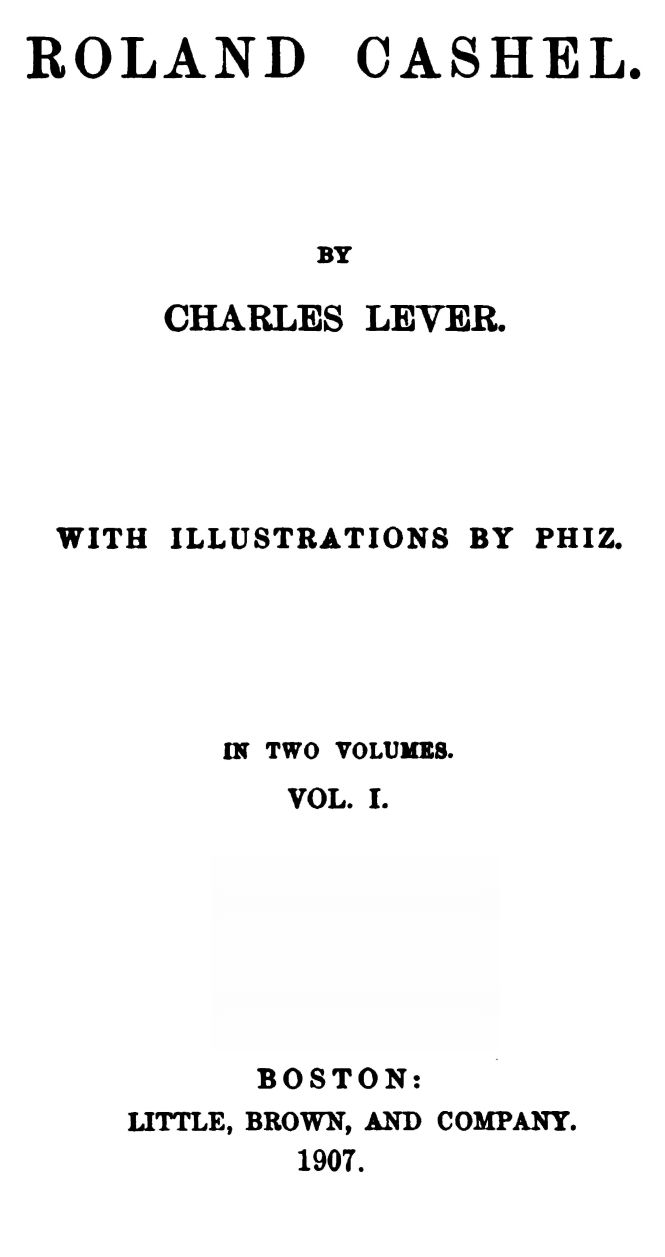 ROLAND CASHEL.
BY
CHARLES LEVER.
WITH ILLUSTRATIONS BY PHIZ.
IN TWO VOLUMES.
VOL. I.
BOSTON:
LITTLE, BROWN, AND COMPANY.
1907.